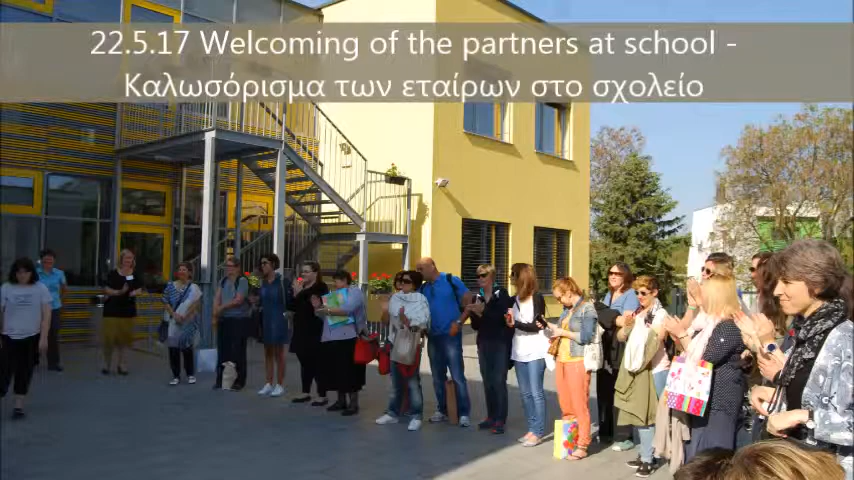 22.5.17 Welcoming of the partners at school -
Καλωσόρισμα των εταίρων στο σχολείο